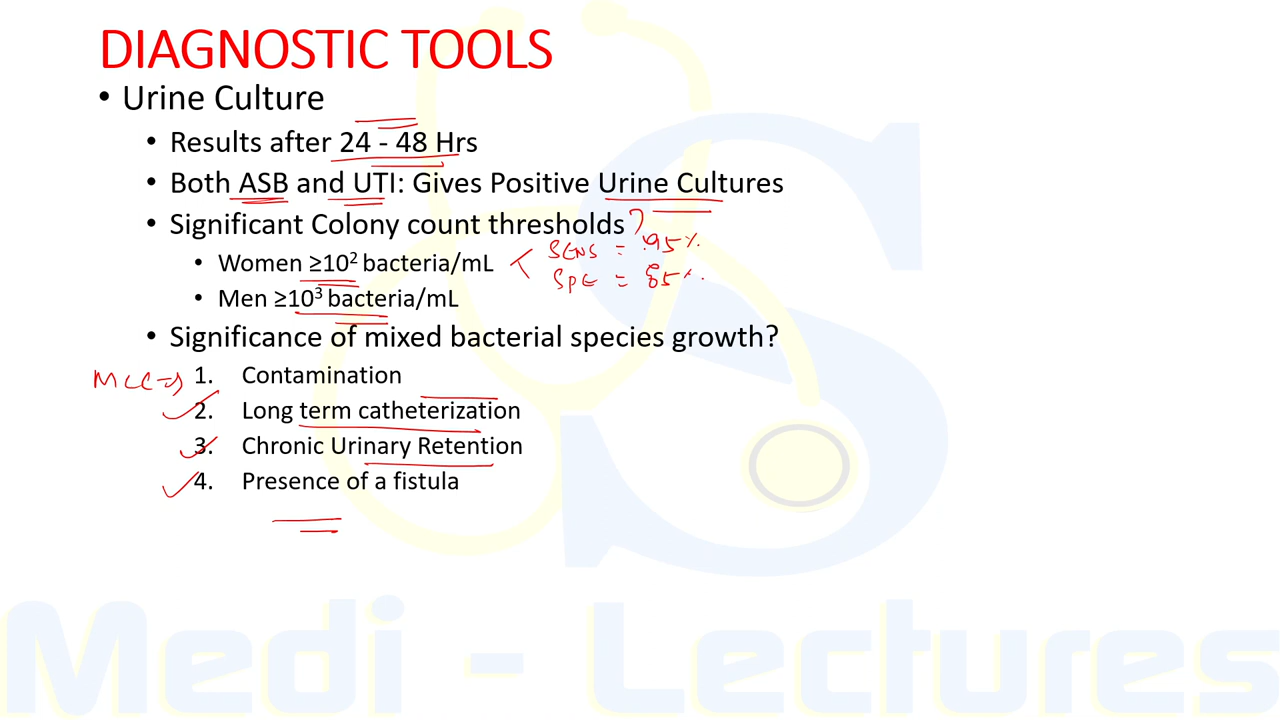 DIAGNOSTIC TOOLS
• Urine Culture
• Results after 24 - 48 Hrs
• Both ASB and UTI: Gives Positive Urine Cultures
• Significant Colony count thresholds ?
• Women ≥10² bacteria/mL < SENS = 95%
SPE = 85%
• Men ≥10³ bacteria/mL
• Significance of mixed bacterial species growth?
MCC ⇒ 1. Contamination
2. Long term catheterization
3. Chronic Urinary Retention
4. Presence of a fistula
Medi - Lectures